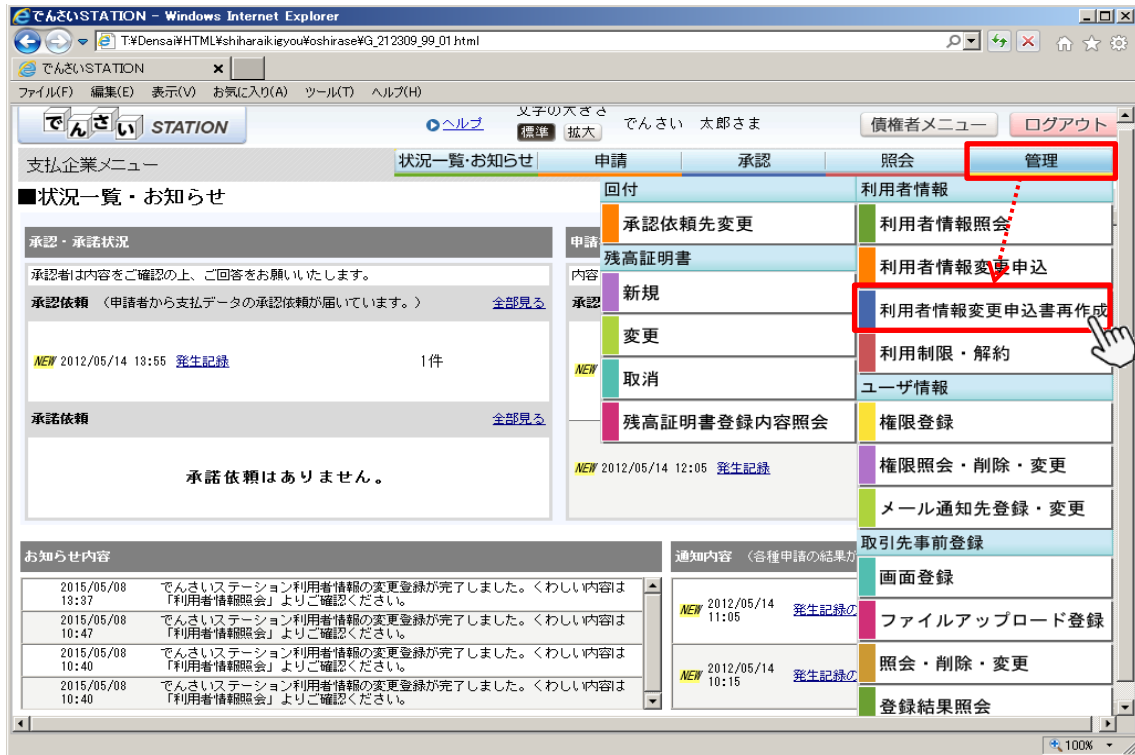 でんさいSTATION - Windows Internet Explorer
T:¥Densai¥HTML¥shiharaikigyou¥oshirase¥G_212309_99_01.html
でんさいSTATION
ファイル(F) 編集(E) 表示(V) お気に入り(A) ツール(T) ヘルプ(H)
でんさい STATION
ヘルプ
文字の大きさ
標準 拡大
でんさい 太郎さま
債権者メニュー ログアウト
支払企業メニュー
状況一覧・お知らせ 申請 承認 照会 管理
■状況一覧・お知らせ
承認・承諾状況
承認者は内容をご確認の上、ご回答をお願いいたします。
承認依頼 （申請者から支払データの承認依頼が届いています。） 全部見る
NEW 2012/05/14 13:55 発生記録 1件
承諾依頼 全部見る
承諾依頼はありません。
申請
内容
承認
NEW
NEW 2012/05/14 12:05 発生記録
回付
承認依頼先変更
残高証明書
新規
変更
取消
残高証明書登録内容照会
利用者情報
利用者情報照会
利用者情報変更申込
利用者情報変更申込書再作成
利用制限・解約
ユーザ情報
権限登録
権限照会・削除・変更
メール通知先登録・変更
取引先事前登録
画面登録
ファイルアップロード登録
照会・削除・変更
登録結果照会
お知らせ内容
2015/05/08 13:37 でんさいステーション利用者情報の変更登録が完了しました。くわしい内容は「利用者情報照会」よりご確認ください。
2015/05/08 10:47 でんさいステーション利用者情報の変更登録が完了しました。くわしい内容は「利用者情報照会」よりご確認ください。
2015/05/08 10:40 でんさいステーション利用者情報の変更登録が完了しました。くわしい内容は「利用者情報照会」よりご確認ください。
2015/05/08 10:40 でんさいステーション利用者情報の変更登録が完了しました。くわしい内容は「利用者情報照会」よりご確認ください。
通知内容 （各種申請の結果が
NEW 2012/05/14 11:05 発生記録の
NEW 2012/05/14 10:15 発生記録の
100%